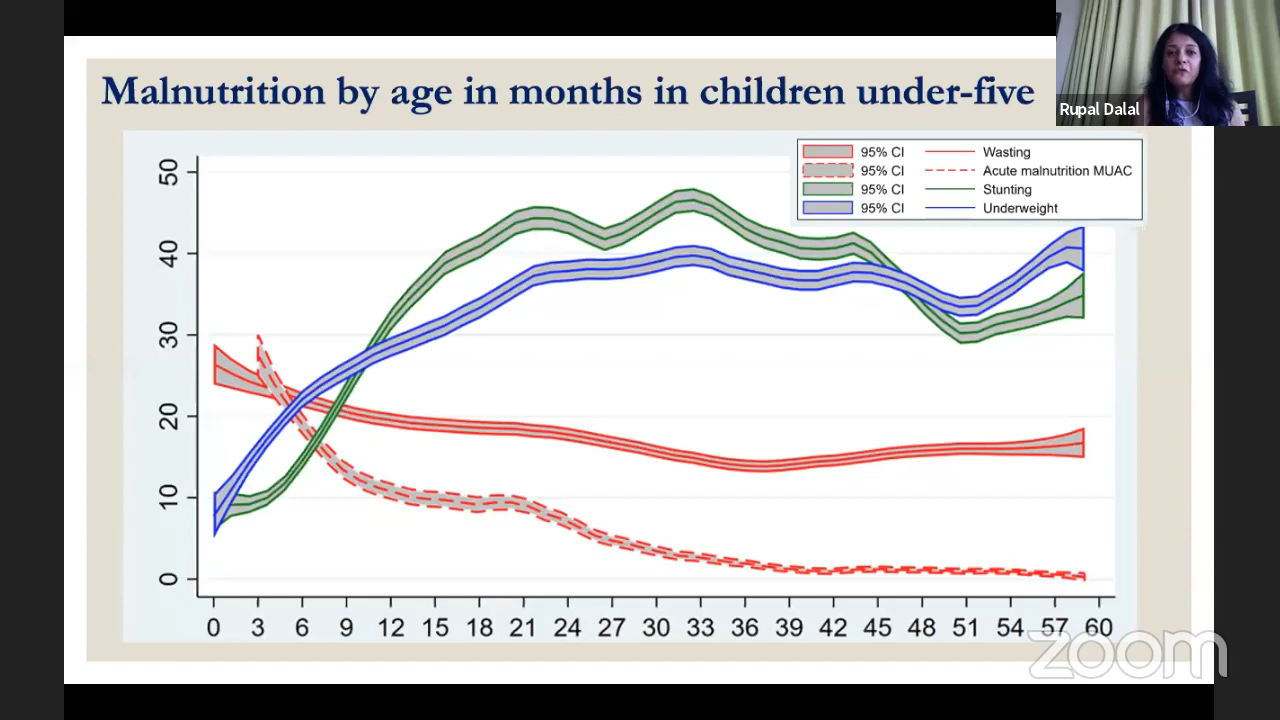 Malnutrition by age in months in children under-five
Rupal Dalal
95% CI Wasting
95% CI Acute malnutrition MUAC
95% CI Stunting
95% CI Underweight
50
40
30
20
10
0
0 3 6 9 12 15 18 21 24 27 30 33 36 39 42 45 48 51 54 57 60
zoom